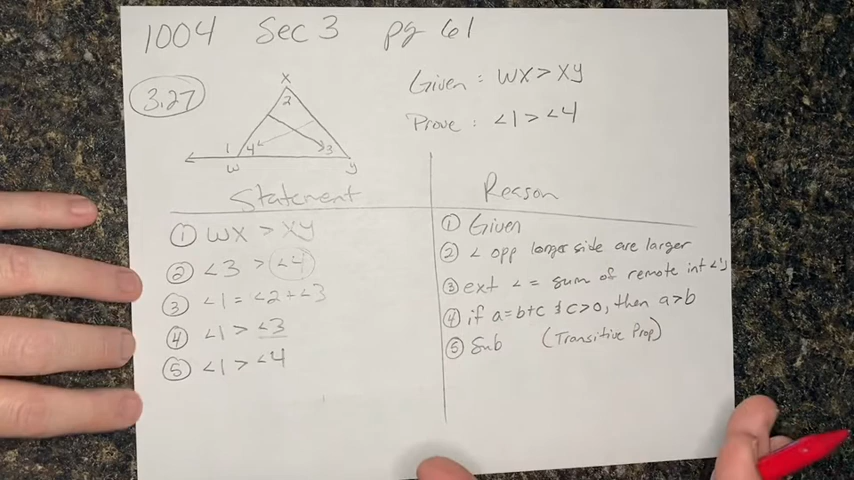 1004 Sec 3 pg 61
3.27
Given : WX > XY
Prove : ∠1 > ∠4
X
2
1 4 3
W Y
Statement Reason
① WX > XY ① Given
② ∠3 > ∠4 ② ∠ opp longer side are larger
③ ∠1 = ∠2 + ∠3 ③ ext ∠ = sum of remote int ∠'s
④ ∠1 > ∠3 ④ if a = b + c & c > 0, then a > b
⑤ ∠1 > ∠4 ⑤ Sub (Transitive Prop)